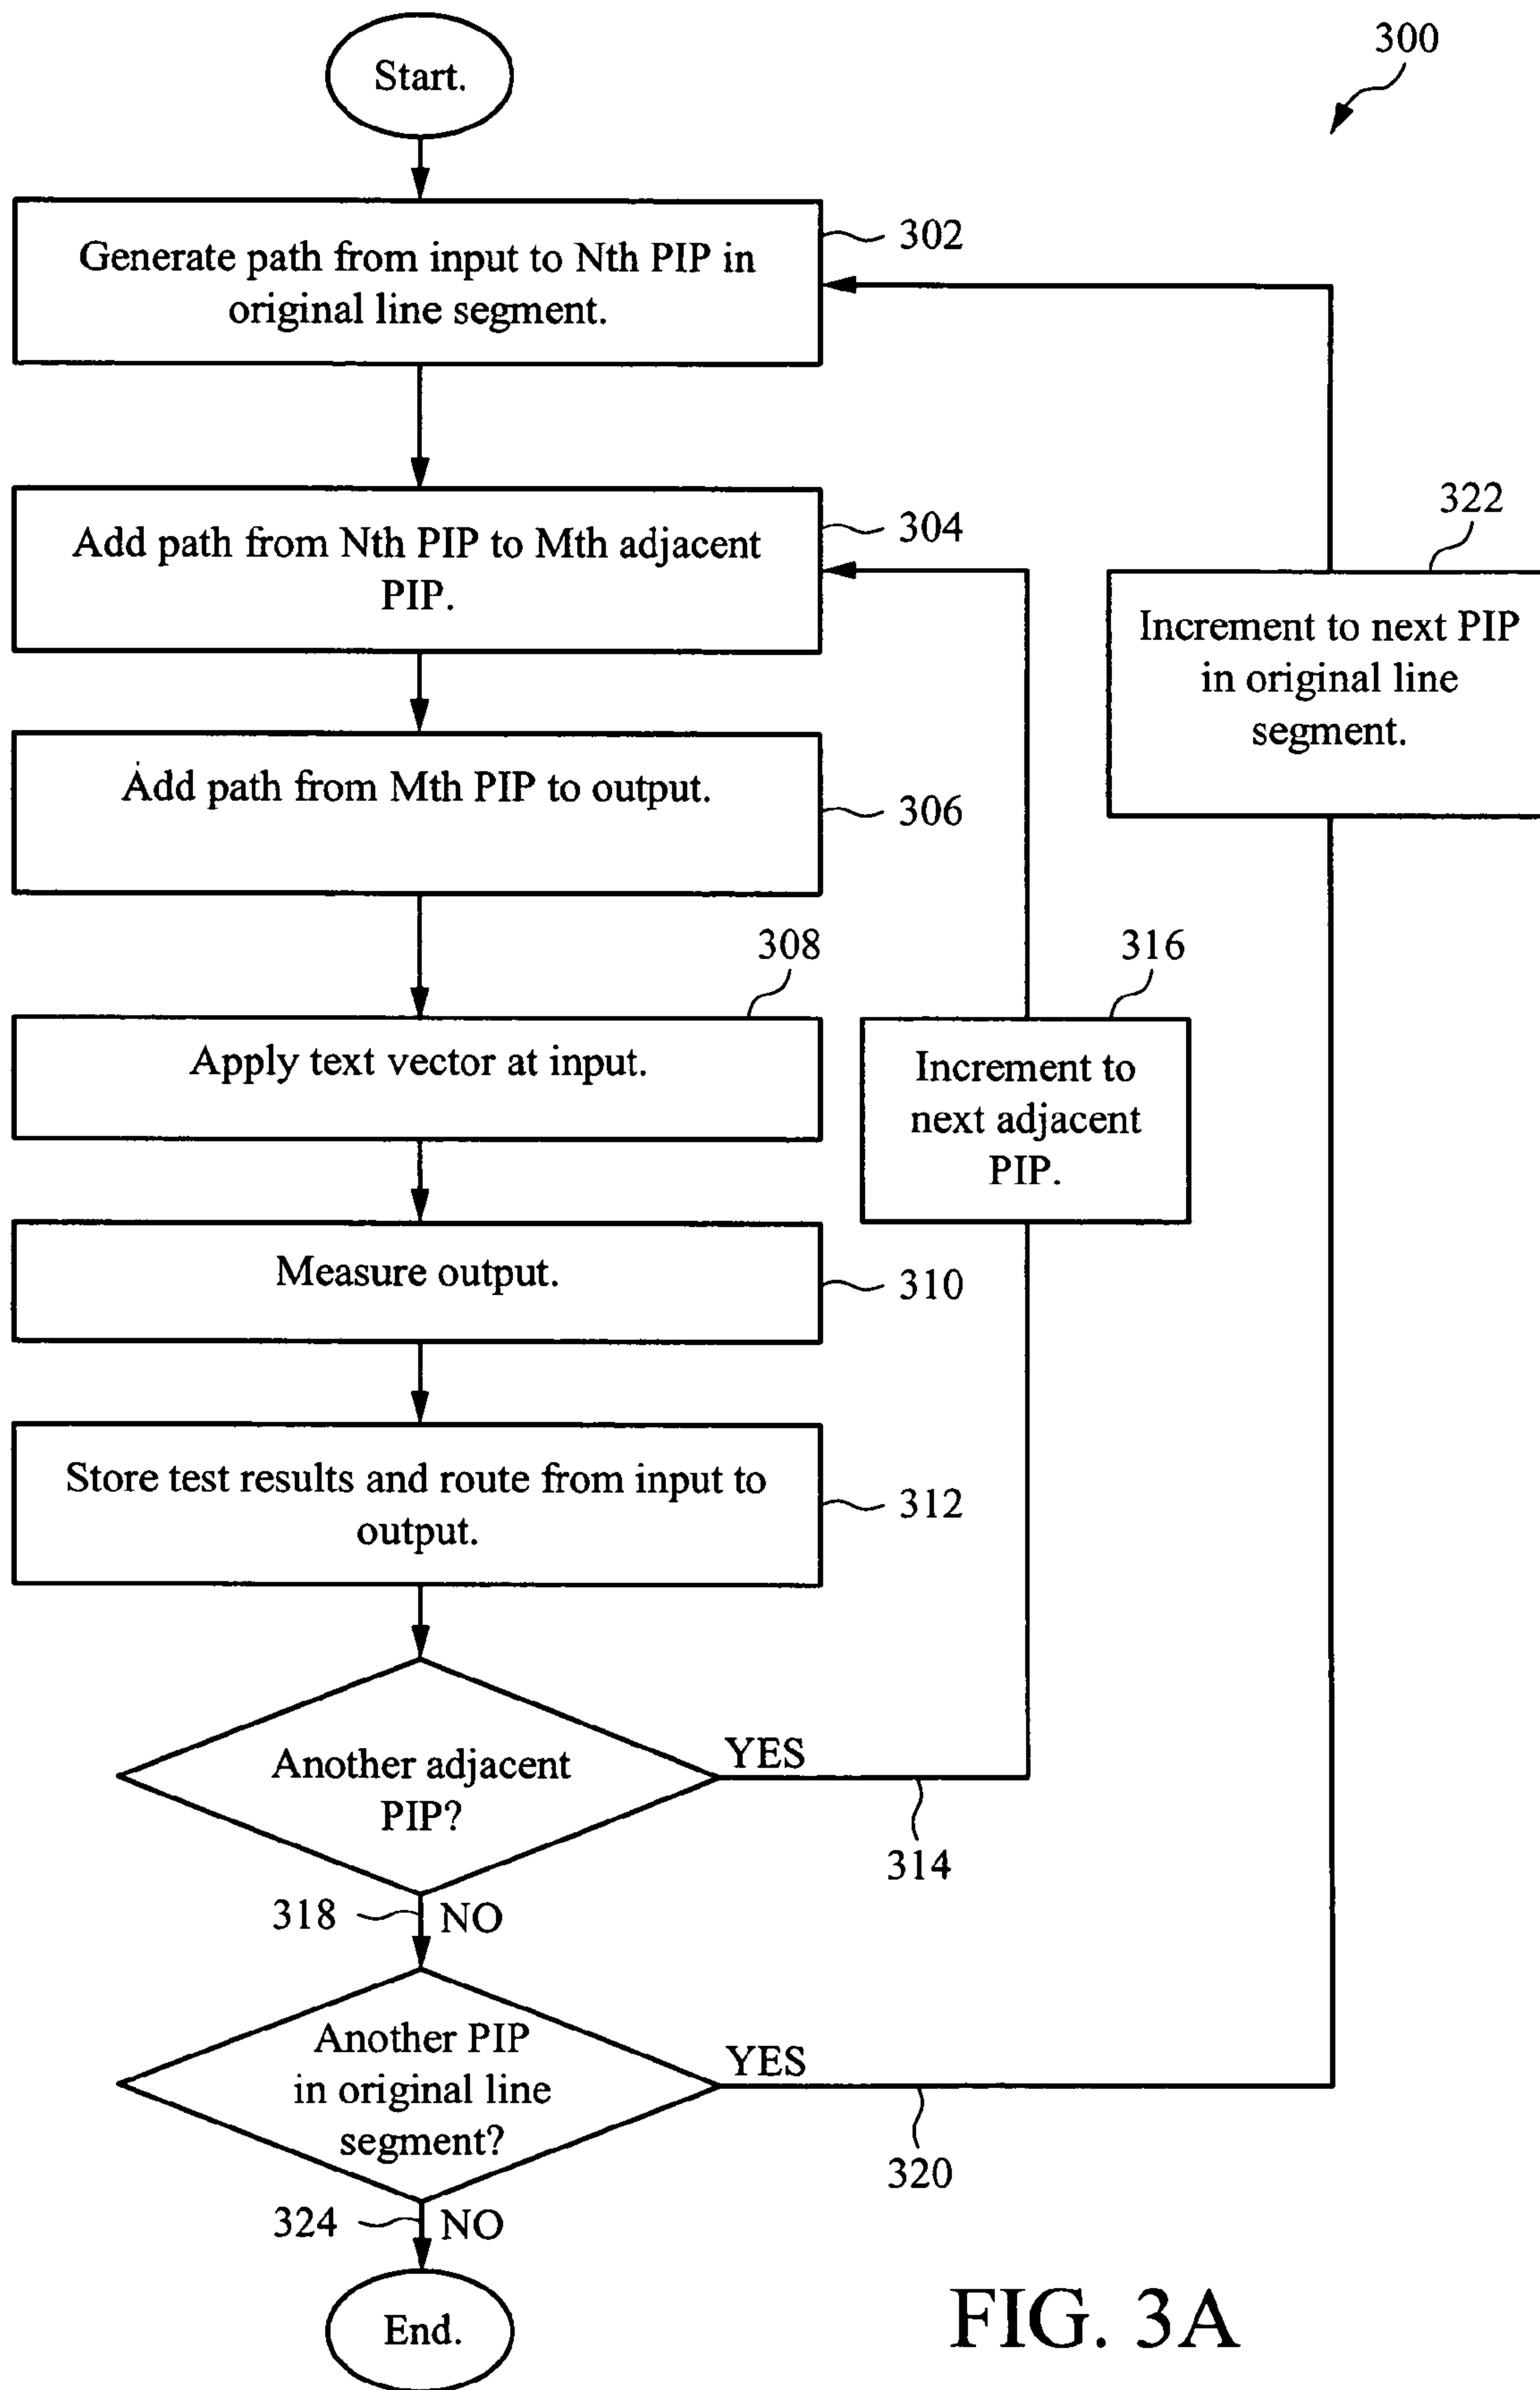 Start.
300
Generate path from input to Nth PIP in
original line segment.
302
Add path from Nth PIP to Mth adjacent
PIP.
304
322
Increment to next PIP
in original line
segment.
Add path from Mth PIP to output.
306
308
316
Apply text vector at input.
Increment to
next adjacent
PIP.
Measure output.
310
Store test results and route from input to
output.
312
Another adjacent
PIP?
YES
314
318
NO
Another PIP
in original line
segment?
YES
320
324
NO
End.
FIG. 3A